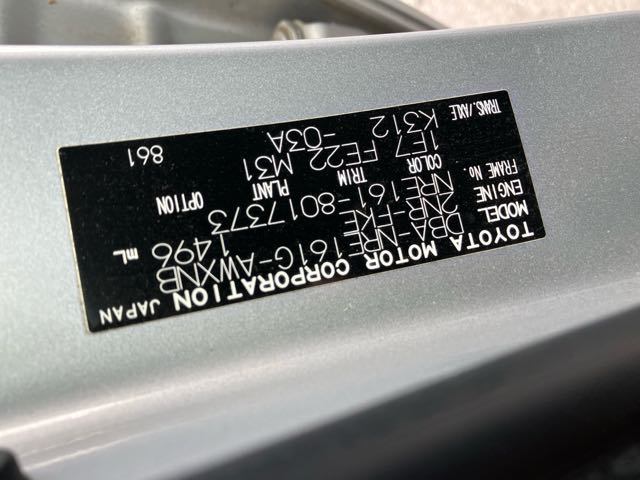 TOYOTA MOTOR CORPORATION JAPAN
MODEL DBA-NRE161G-AWXNB
ENGINE 2NR-FKE 1496 mL
FRAME No. NRE161-8017373
COLOR TRIM PLANT OPTION
1E7 FE22 M31
TRANS./AXLE K312 -03A 861